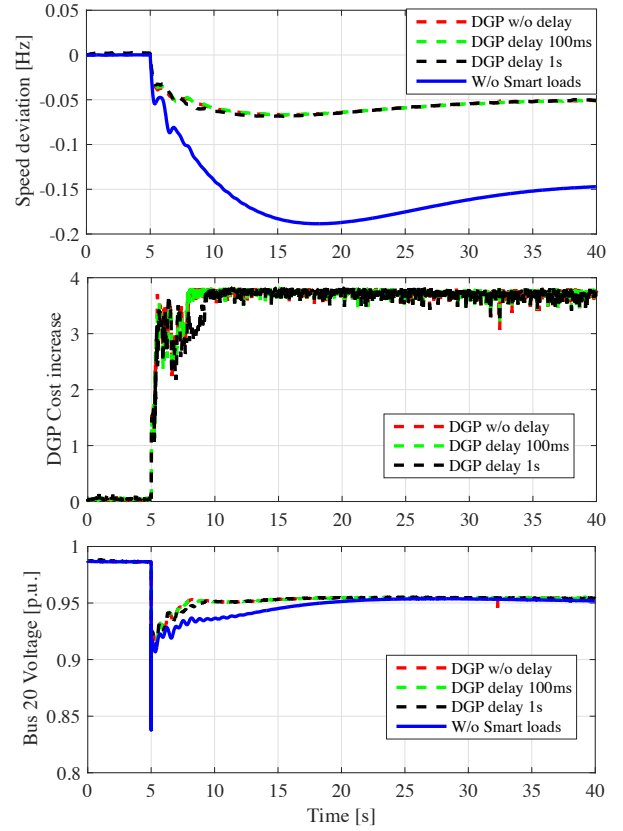 0.05
0
-0.05
-0.1
-0.15
-0.2
Speed deviation [Hz]
DGP w/o delay
DGP delay 100ms
DGP delay 1s
W/o Smart loads
0 5 10 15 20 25 30 35 40
4
3
2
1
0
DGP Cost increase
DGP w/o delay
DGP delay 100ms
DGP delay 1s
0 5 10 15 20 25 30 35 40
1
0.95
0.9
0.85
0.8
Bus 20 Voltage [p.u.]
DGP w/o delay
DGP delay 100ms
DGP delay 1s
W/o Smart loads
0 5 10 15 20 25 30 35 40
Time [s]